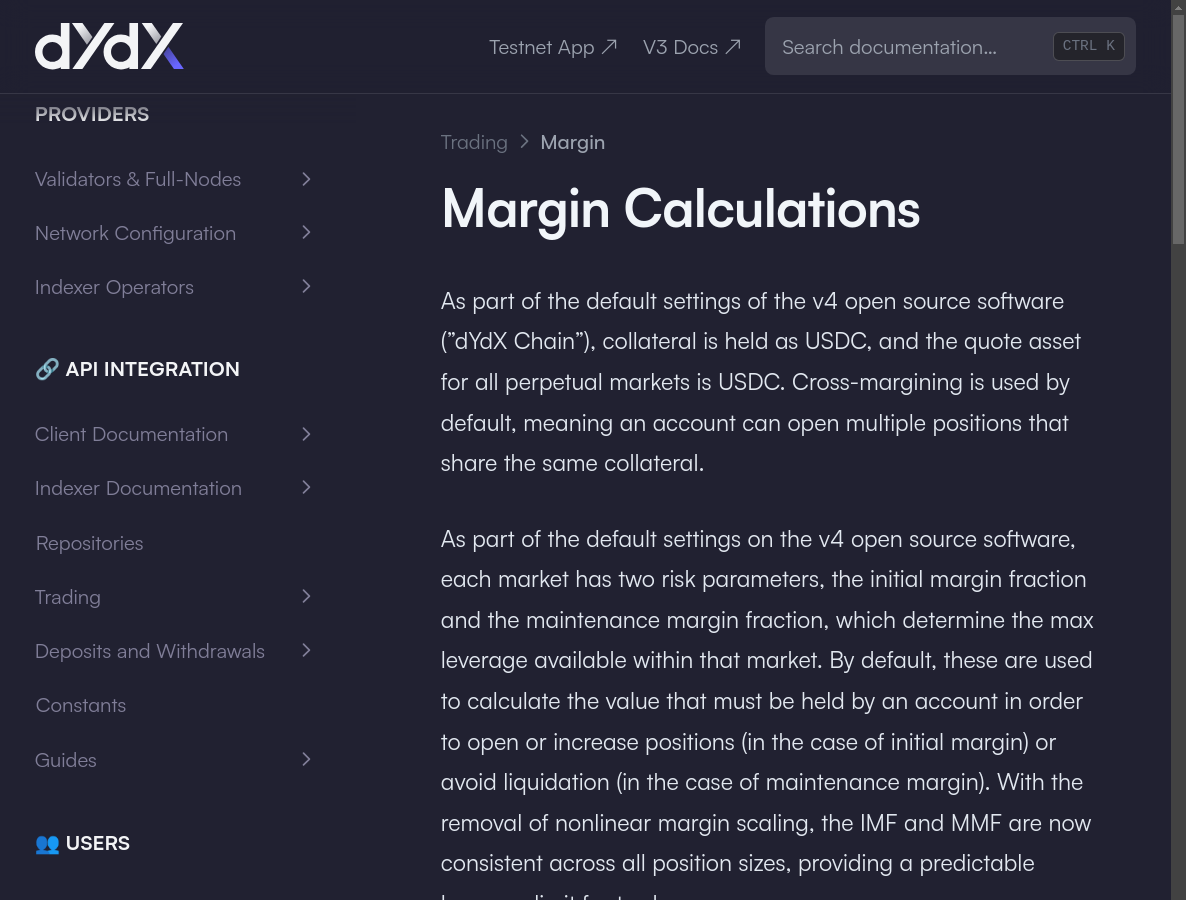 dYdX
Testnet App
V3 Docs
Search documentation...
CTRL K
PROVIDERS
Validators & Full-Nodes
Network Configuration
Indexer Operators
🔗 API INTEGRATION
Client Documentation
Indexer Documentation
Repositories
Trading
Deposits and Withdrawals
Constants
Guides
👥 USERS
Trading > Margin
Margin Calculations
As part of the default settings of the v4 open source software
(”dYdX Chain”), collateral is held as USDC, and the quote asset
for all perpetual markets is USDC. Cross-margining is used by
default, meaning an account can open multiple positions that
share the same collateral.
As part of the default settings on the v4 open source software,
each market has two risk parameters, the initial margin fraction
and the maintenance margin fraction, which determine the max
leverage available within that market. By default, these are used
to calculate the value that must be held by an account in order
to open or increase positions (in the case of initial margin) or
avoid liquidation (in the case of maintenance margin). With the
removal of nonlinear margin scaling, the IMF and MMF are now
consistent across all position sizes, providing a predictable